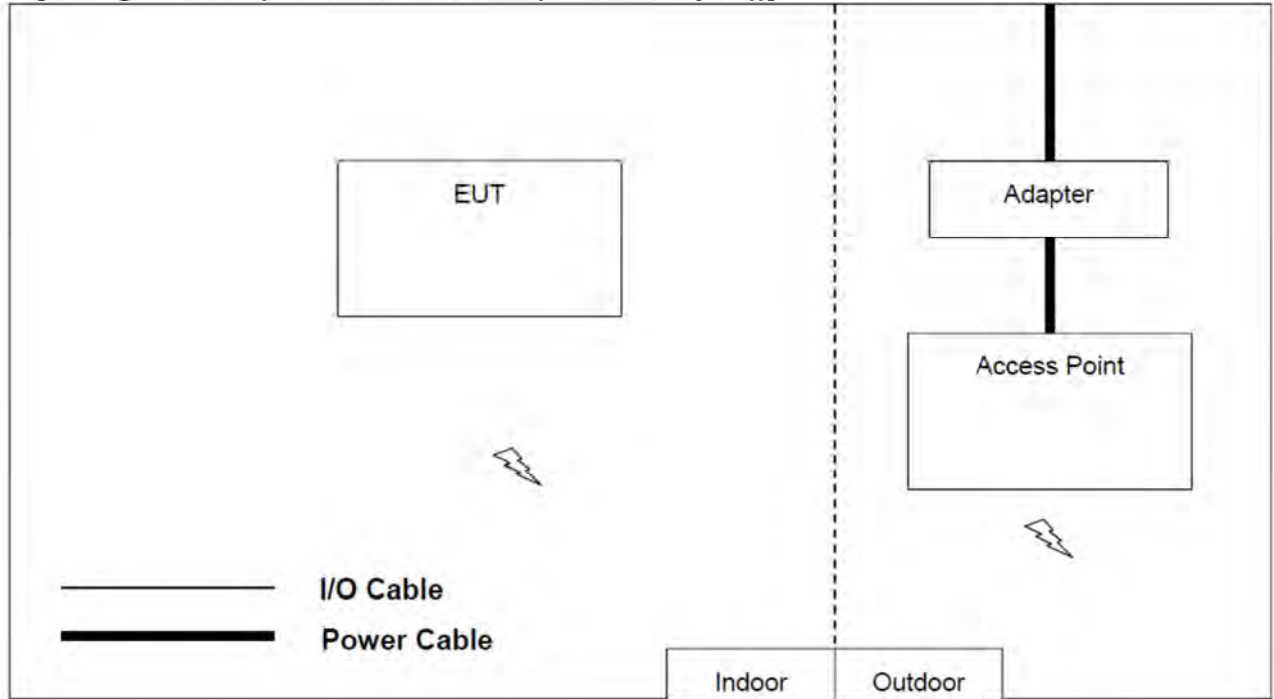 EUT
Adapter
Access Point
I/O Cable
Power Cable
Indoor
Outdoor